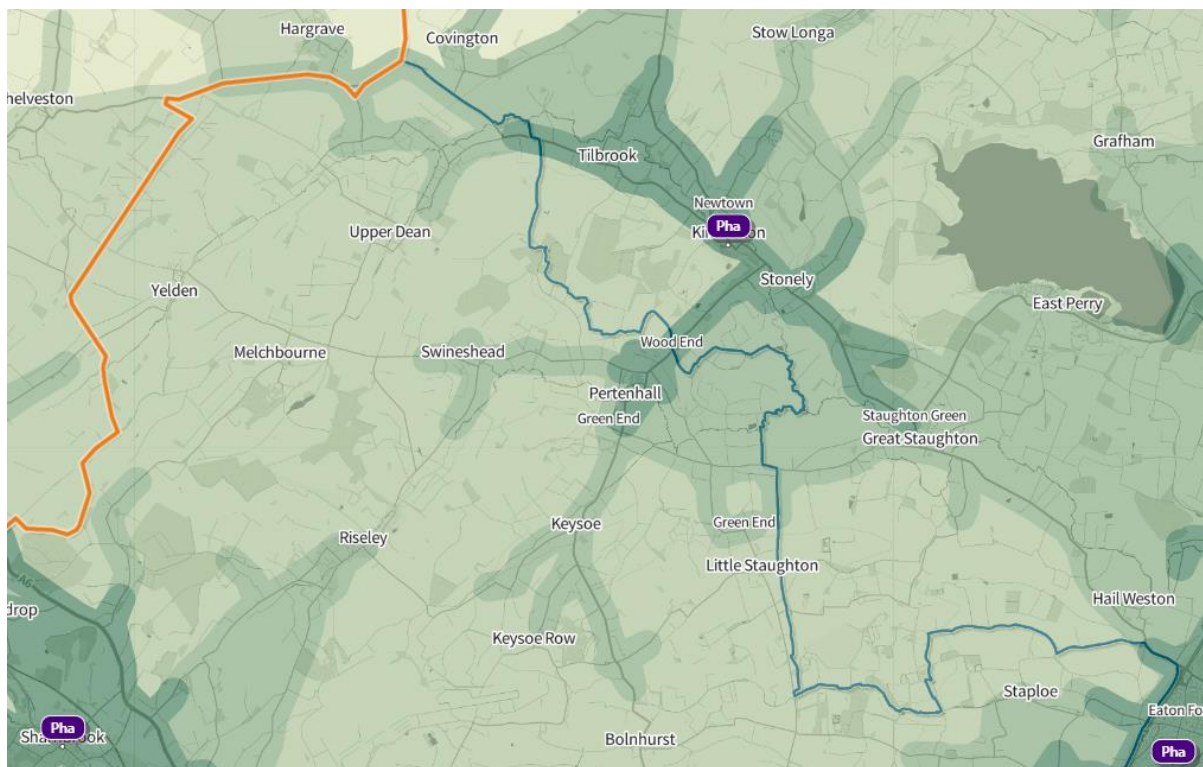 Hargrave
Covington
Stow Longa
helveston
Grafham
Tilbrook
Newtown
Pha
Upper Dean
Stonely
Yelden
East Perry
Wood End
Melchbourne
Swineshead
Pertenhall
Green End
Staughton Green
Great Staughton
Keysoe
Green End
Riseley
Little Staughton
A6
Hail Weston
drop
Keysoe Row
Staploe
Eaton Fo
Pha
Bolnhurst
Pha